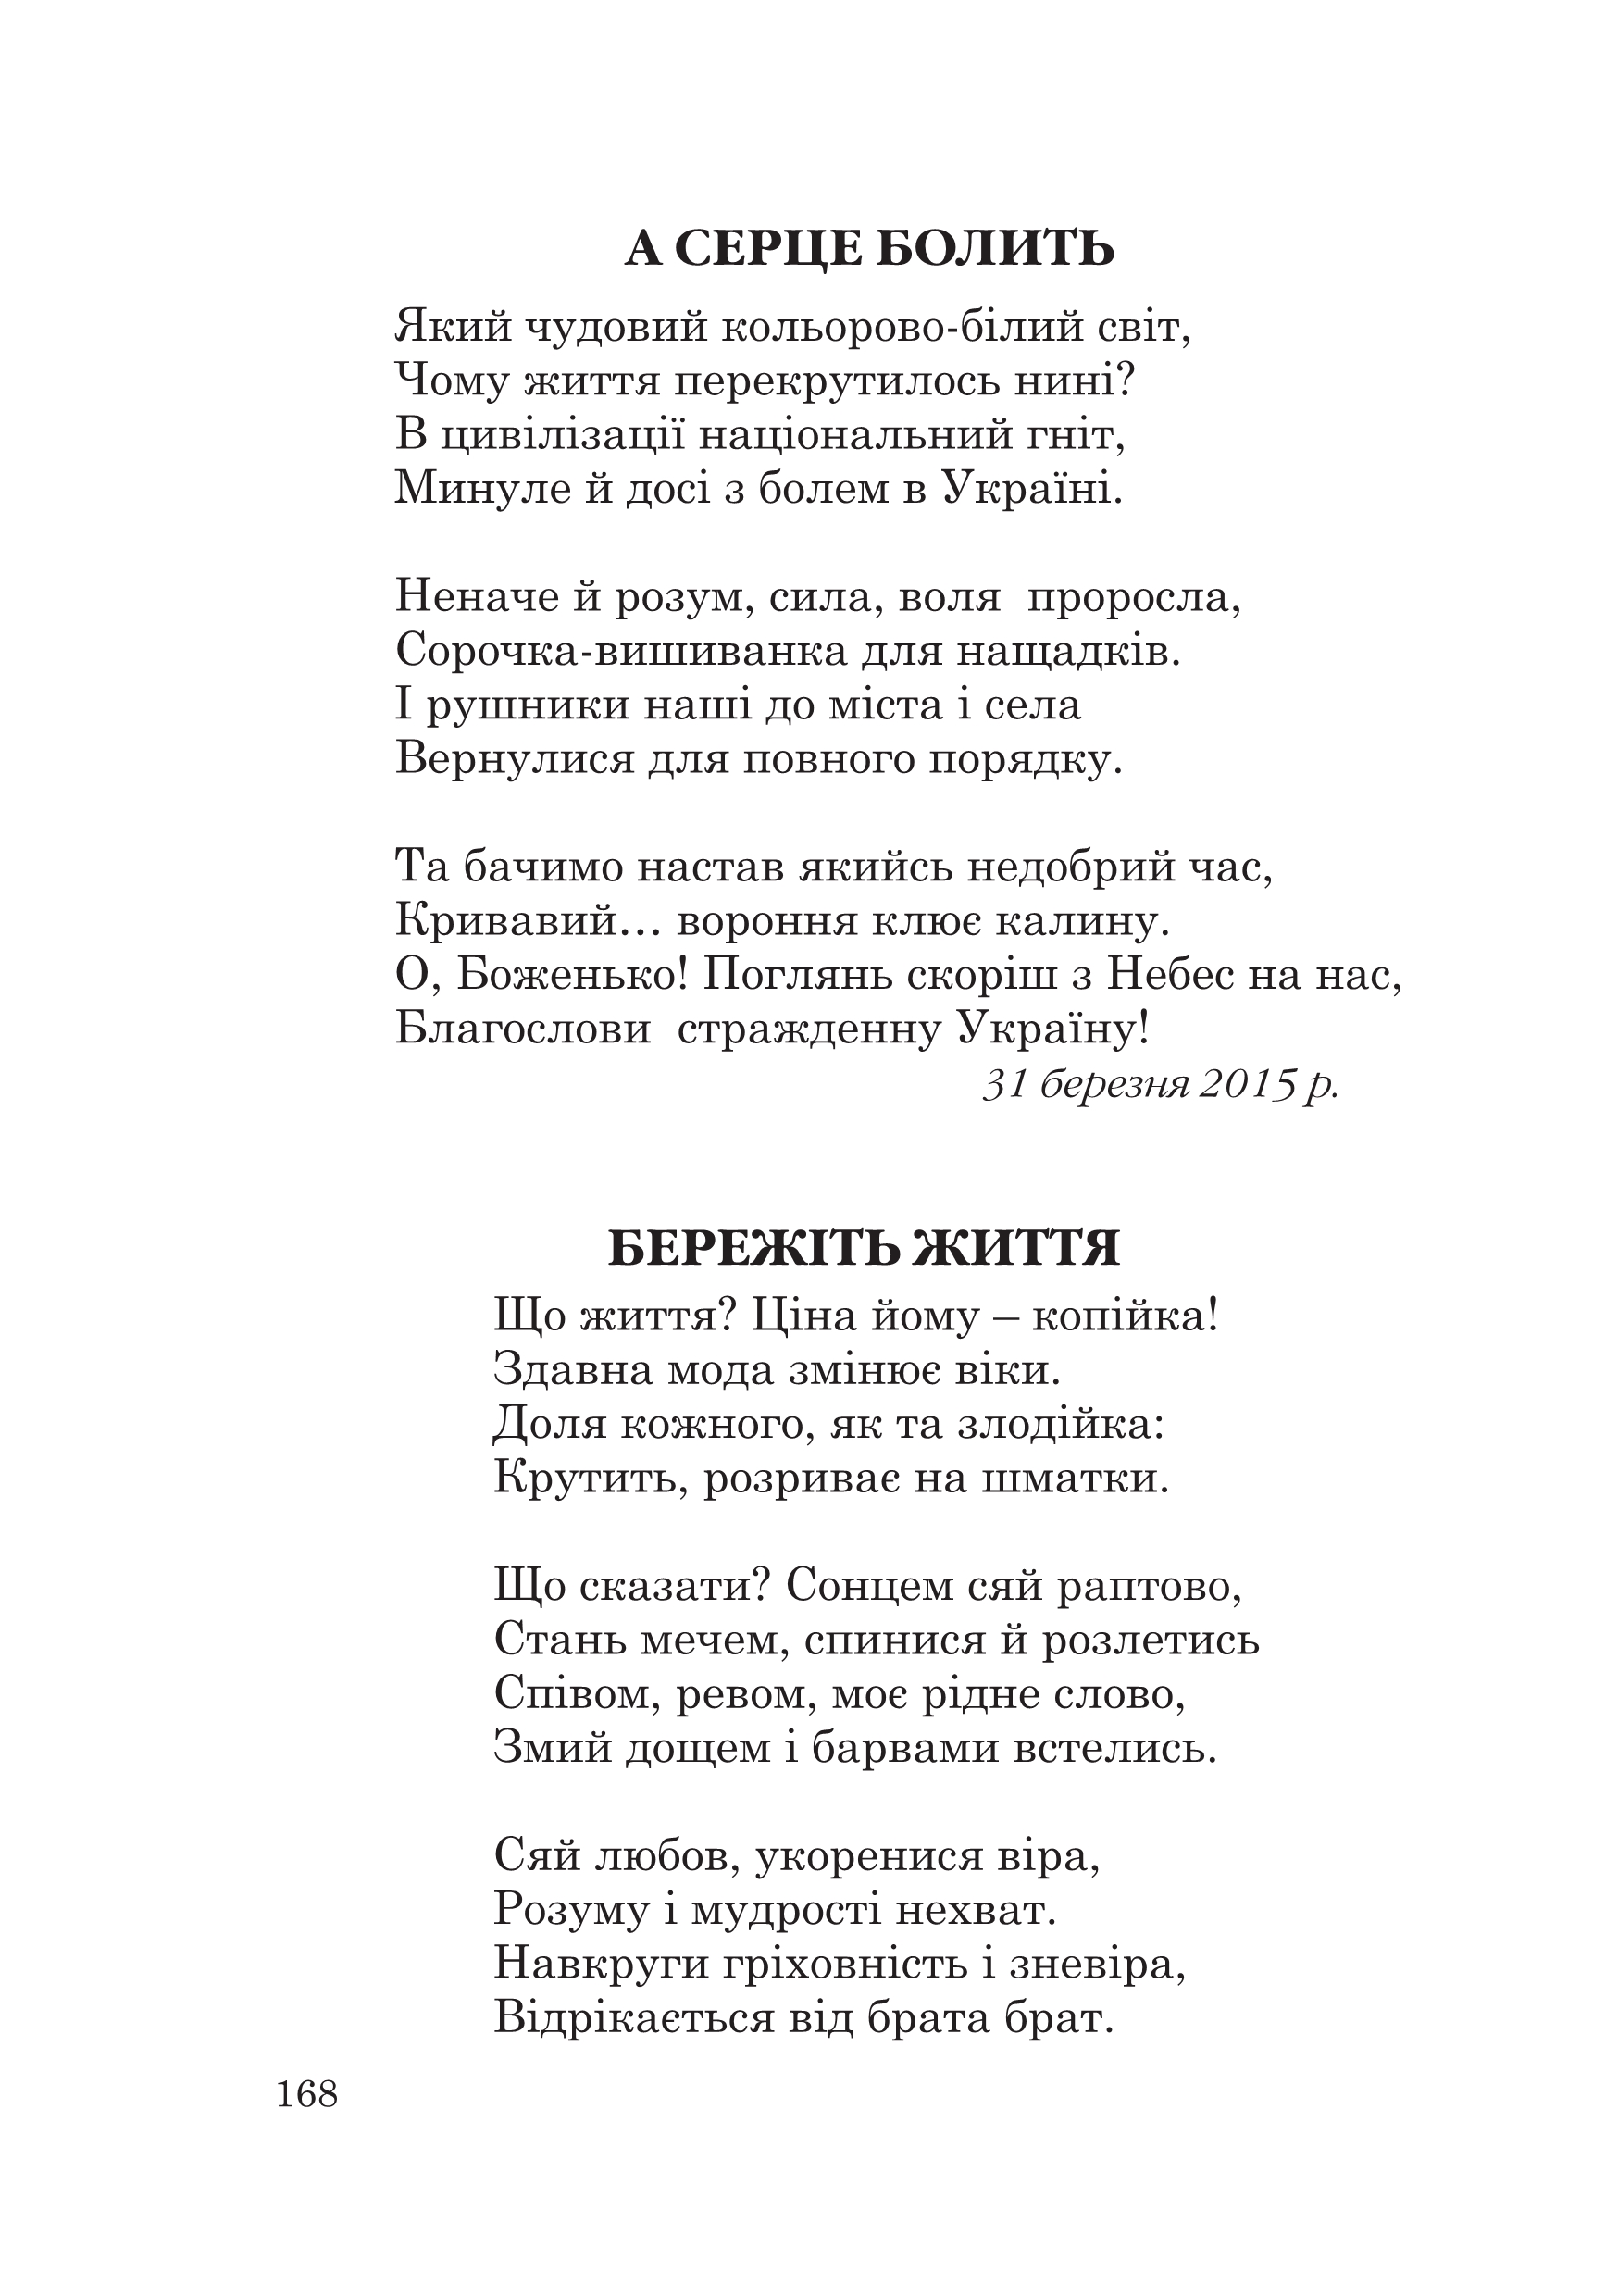 А СЕРЦЕ БОЛИТЬ
Який чудовий кольорово-білий світ,
Чому життя перекрутилось нині?
В цивілізації національний гніт,
Минуле й досі з болем в Україні.
Неначе й розум, сила, воля  проросла,
Сорочка-вишиванка для нащадків.
І рушники наші до міста і села
Вернулися для повного порядку.
Та бачимо настав якийсь недобрий час,
Кривавий… вороння клює калину.
О, Боженько! Поглянь скоріш з Небес на нас,
Благослови  стражденну Україну!
31 березня 2015 р.
БЕРЕЖІТЬ ЖИТТЯ
Що життя? Ціна йому – копійка!
Здавна мода змінює віки.
Доля кожного, як та злодійка:
Крутить, розриває на шматки.
Що сказати? Сонцем сяй раптово,
Стань мечем, спинися й розлетись
Співом, ревом, моє рідне слово,
Змий дощем і барвами встелись.
Сяй любов, укоренися віра,
Розуму і мудрості нехват.
Навкруги гріховність і зневіра,
Відрікається від брата брат.
168